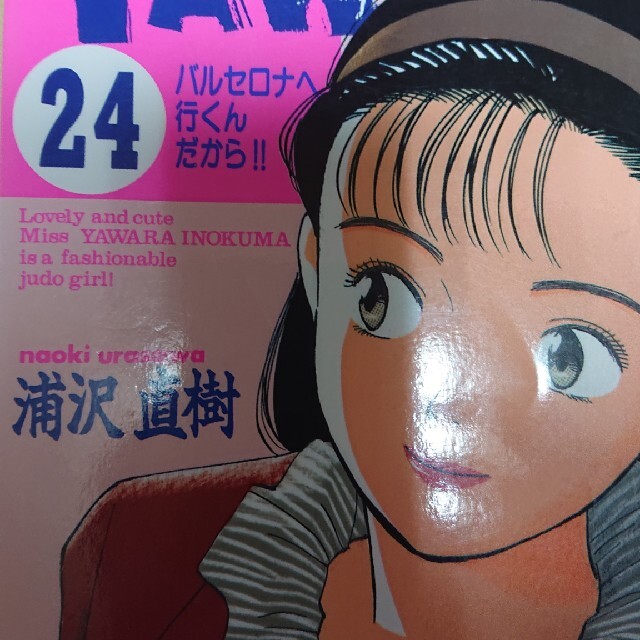 YAW
24
バルセロナへ
行くん
だから!!
Lovely and cute
Miss YAWARA INOKUMA
is a fashionable
judo girl!
naoki urasawa
浦沢直樹